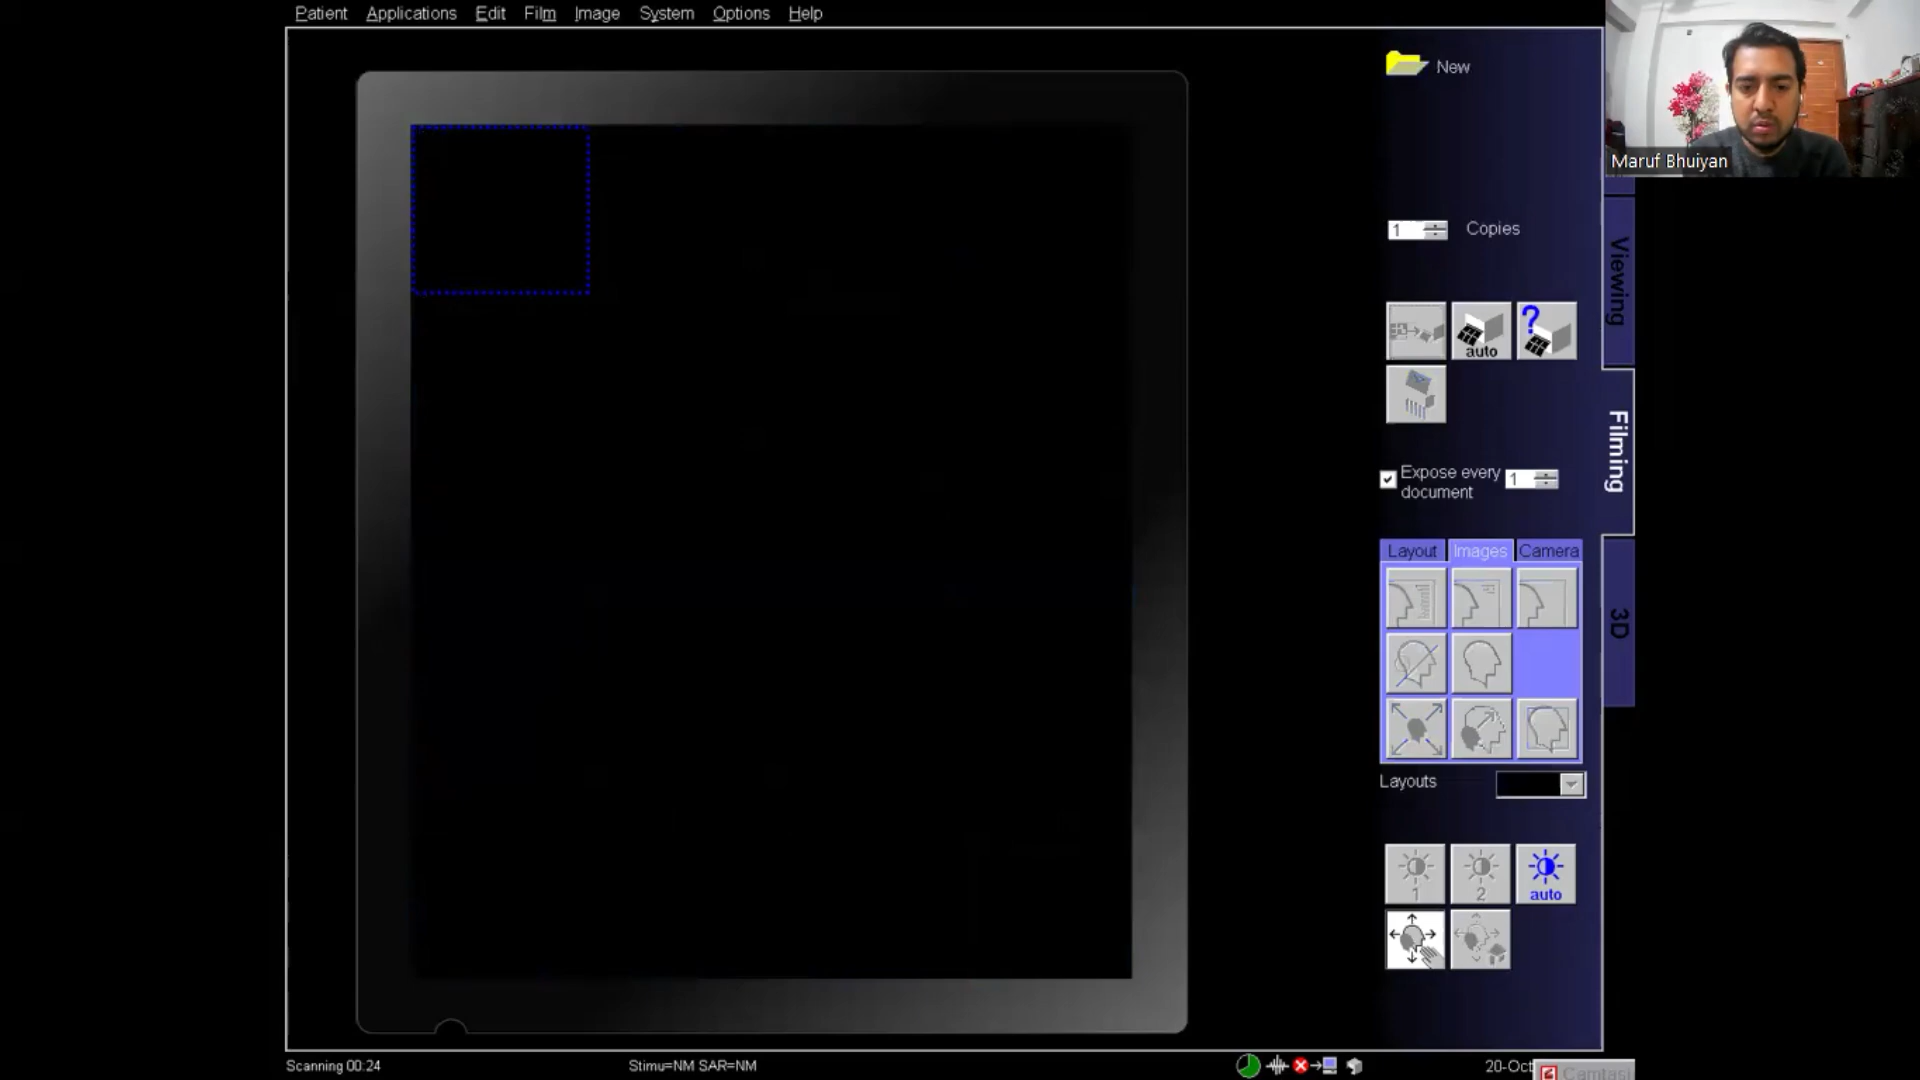 Patient Applications Edit Film Image System Options Help
New
Maruf Bhuiyan
1 Copies
Viewing
auto
?
Filming
Expose every 1
document
Layout Images Camera
3D
Layouts
1 2 auto
Scanning 00:24 Stimu=NM SAR=NM 20-Oct
Camtasi